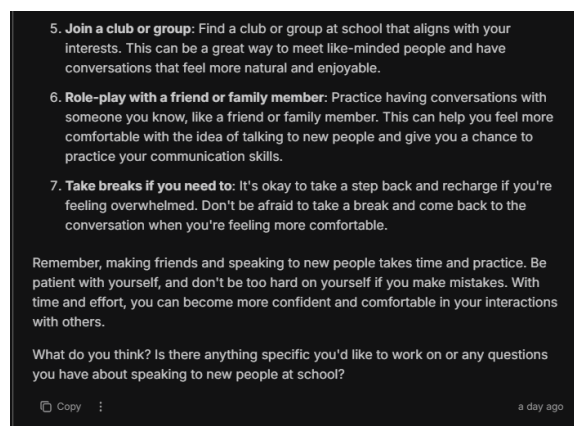 5. Join a club or group: Find a club or group at school that aligns with your
interests. This can be a great way to meet like-minded people and have
conversations that feel more natural and enjoyable.
6. Role-play with a friend or family member: Practice having conversations with
someone you know, like a friend or family member. This can help you feel more
comfortable with the idea of talking to new people and give you a chance to
practice your communication skills.
7. Take breaks if you need to: It's okay to take a step back and recharge if you're
feeling overwhelmed. Don't be afraid to take a break and come back to the
conversation when you're feeling more comfortable.
Remember, making friends and speaking to new people takes time and practice. Be
patient with yourself, and don't be too hard on yourself if you make mistakes. With
time and effort, you can become more confident and comfortable in your interactions
with others.
What do you think? Is there anything specific you'd like to work on or any questions
you have about speaking to new people at school?
Copy a day ago